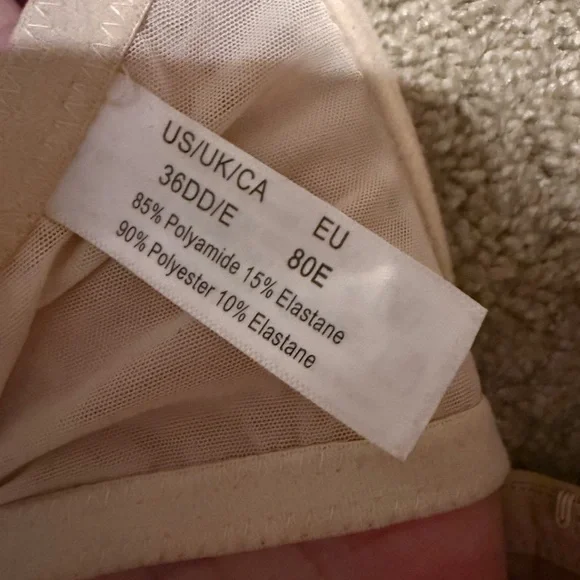 US/UK/CA EU
36DD/E 80E
85% Polyamide 15% Elastane
90% Polyester 10% Elastane